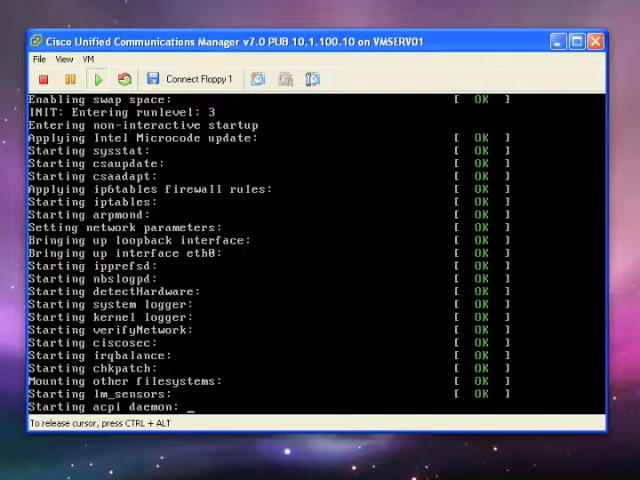 Cisco Unified Communications Manager v7.0 PUB 10.1.100.10 on VMSERV01
File View VM
Connect Floppy 1
Enabling swap space: [ OK ]
INIT: Entering runlevel: 3
Entering non-interactive startup
Applying Intel Microcode update: [ OK ]
Starting sysstat: [ OK ]
Starting csaupdate: [ OK ]
Starting csaadapt: [ OK ]
Applying ip6tables firewall rules: [ OK ]
Starting iptables: [ OK ]
Starting arpmond: [ OK ]
Setting network parameters: [ OK ]
Bringing up loopback interface: [ OK ]
Bringing up interface eth0: [ OK ]
Starting ipprefsd: [ OK ]
Starting nbslogpd: [ OK ]
Starting detectHardware: [ OK ]
Starting system logger: [ OK ]
Starting kernel logger: [ OK ]
Starting verifyNetwork: [ OK ]
Starting ciscosec: [ OK ]
Starting irqbalance: [ OK ]
Starting chkpatch: [ OK ]
Mounting other filesystems: [ OK ]
Starting lm_sensors: [ OK ]
Starting acpi daemon: _
To release cursor, press CTRL + ALT